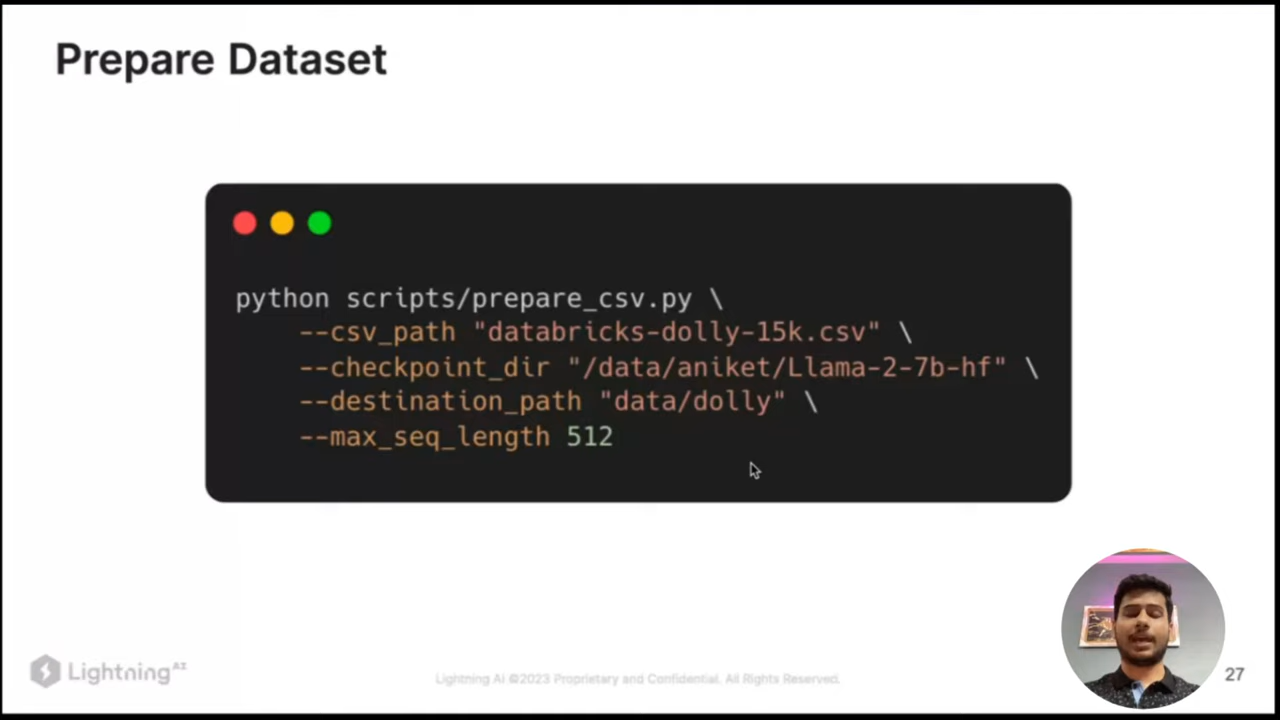 Prepare Dataset
python scripts/prepare_csv.py \
--csv_path "databricks-dolly-15k.csv" \
--checkpoint_dir "/data/aniket/Llama-2-7b-hf" \
--destination_path "data/dolly" \
--max_seq_length 512
Lightning AI
Lightning AI ©2023 Proprietary and Confidential. All Rights Reserved.
27